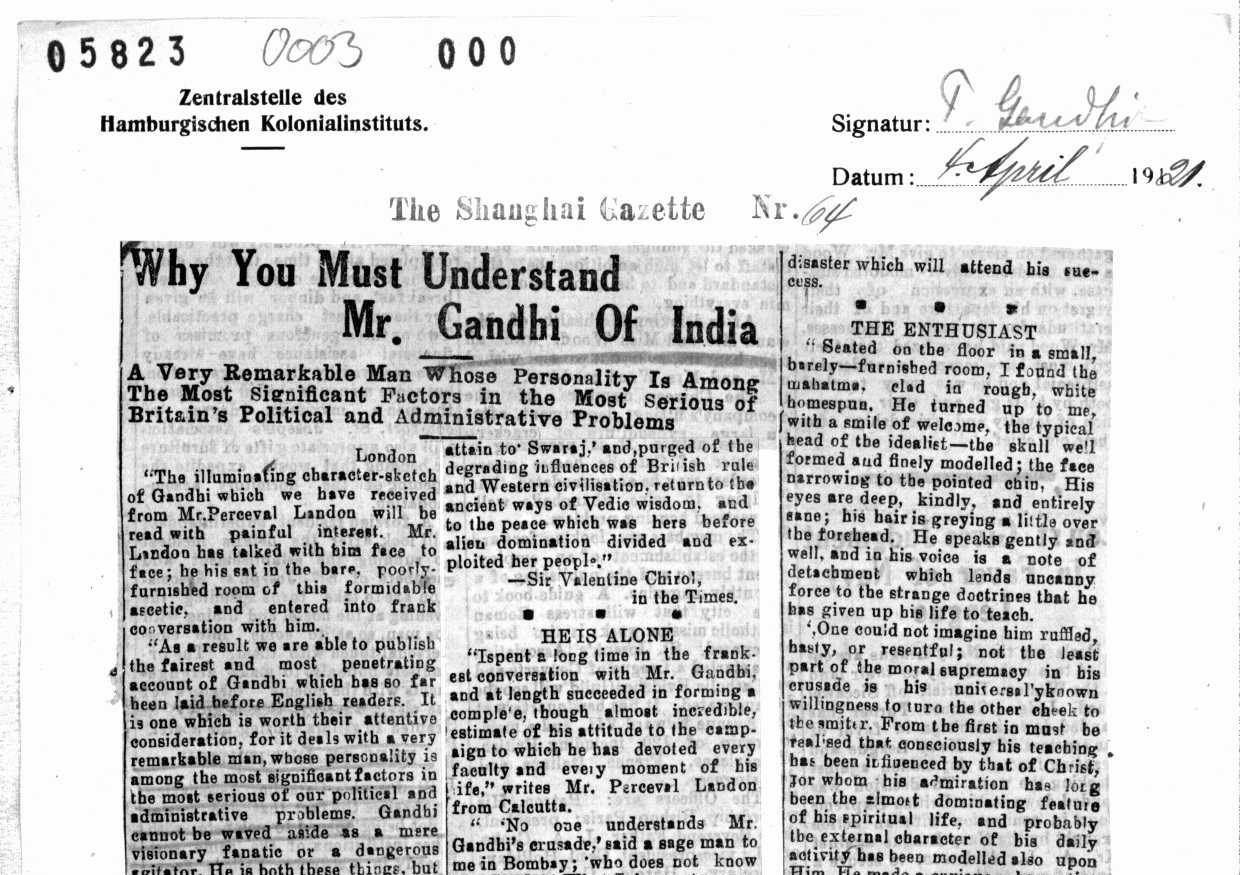 05823 0003 000
Zentralstelle des
Hamburgischen Kolonialinstituts.
Signatur: T. Gandhi
Datum: 4. April 1921.
The Shanghai Gazette Nr. 64
Why You Must Understand
Mr. Gandhi Of India
A Very Remarkable Man Whose Personality Is Among
The Most Significant Factors in the Most Serious of
Britain's Political and Administrative Problems
London
"The illuminating character-sketch
of Gandhi which we have received
from Mr.Perceval Landon will be
read with painful interest. Mr.
Landon has talked with him face to
face; he his sat in the bare, poorly-
furnished room of this formidable
ascetic, and entered into frank
conversation with him.
"As a result we are able to publish
the fairest and most penetrating
account of Gandhi which has so far
been laid before English readers. It
is one which is worth their attentive
consideration, for it deals with a very
remarkable man, whose personality is
among the most significant factors in
the most serious of our political and
administrative problems. Gandhi
cannot be waved aside as a mere
visionary fanatic or a dangerous
agitator. He is both these things, but
attain to 'Swaraj,' and, purged of the
degrading influences of British rule
and Western civilisation, return to the
ancient ways of Vedic wisdom, and
to the peace which was hers before
alien domination divided and ex-
ploited her people."
—Sir Valentine Chirol,
in the Times.
HE IS ALONE
"I spent a long time in the frank-
est conversation with Mr. Gandhi,
and at length succeeded in forming a
comple'e, though almost incredible,
estimate of his attitude to the camp-
aign to which he has devoted every
faculty and every moment of his
life," writes Mr. Perceval Landon
from Calcutta.
" 'No one understands Mr.
Gandhi's crusade,' said a sage man to
me in Bombay; 'who does not know
disaster which will attend his suc-
cess.
THE ENTHUSIAST
"Seated on the floor in a small,
barely—furnished room, I found the
mahatma, clad in rough, white
homespun. He turned up to me,
with a smile of welcome, the typical
head of the idealist—the skull well
formed and finely modelled; the face
narrowing to the pointed chin. His
eyes are deep, kindly, and entirely
sane; his hair is greying a little over
the forehead. He speaks gently and
well, and in his voice is a note of
detachment which lends uncanny
force to the strange doctrines that he
has given up his life to teach.
"One could not imagine him ruffled,
hasty, or resentful; not the least
part of the moral supremacy in his
crusade is his universal'y known
willingness to turn the other cheek to
the smiter. From the first in must be
realised that consciously his teaching
has been influenced by that of Christ,
for whom his admiration has long
been the almost dominating feature
of his spiritual life, and probably
the external character of his daily
activity has been modelled also upon
Him. He made a